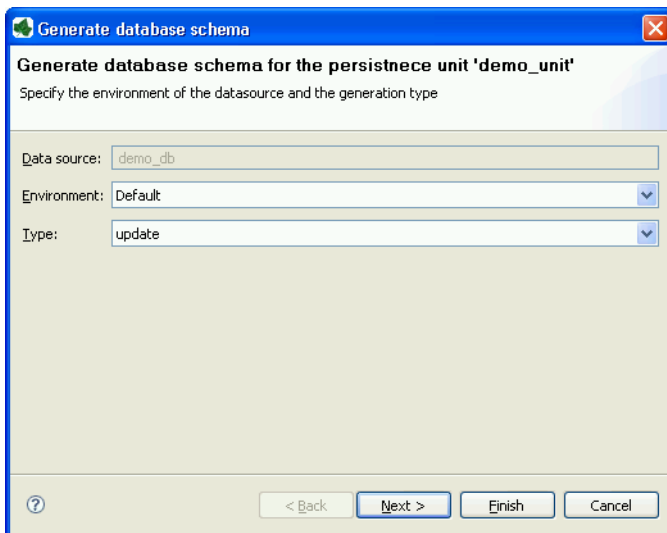 Generate database schema
Generate database schema for the persistnece unit 'demo_unit'
Specify the environment of the datasource and the generation type
Data source: demo_db
Environment: Default
Type: update
? < Back Next > Finish Cancel